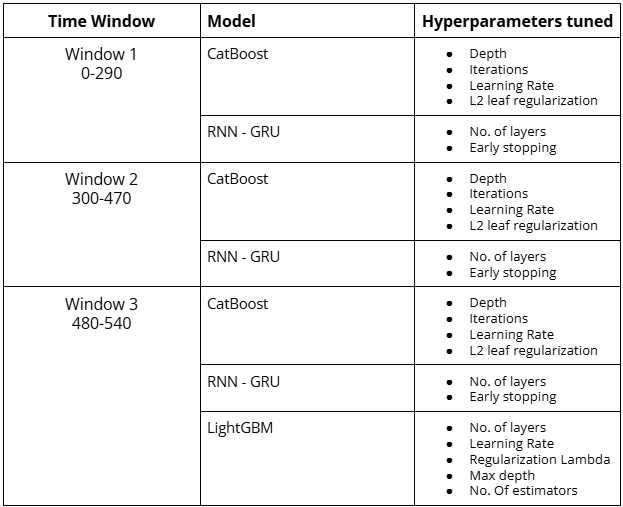 Time Window Model Hyperparameters tuned
Window 1
0-290
CatBoost
● Depth
● Iterations
● Learning Rate
● L2 leaf regularization
RNN - GRU
● No. of layers
● Early stopping
Window 2
300-470
CatBoost
● Depth
● Iterations
● Learning Rate
● L2 leaf regularization
RNN - GRU
● No. of layers
● Early stopping
Window 3
480-540
CatBoost
● Depth
● Iterations
● Learning Rate
● L2 leaf regularization
RNN - GRU
● No. of layers
● Early stopping
LightGBM
● No. of layers
● Learning Rate
● Regularization Lambda
● Max depth
● No. Of estimators